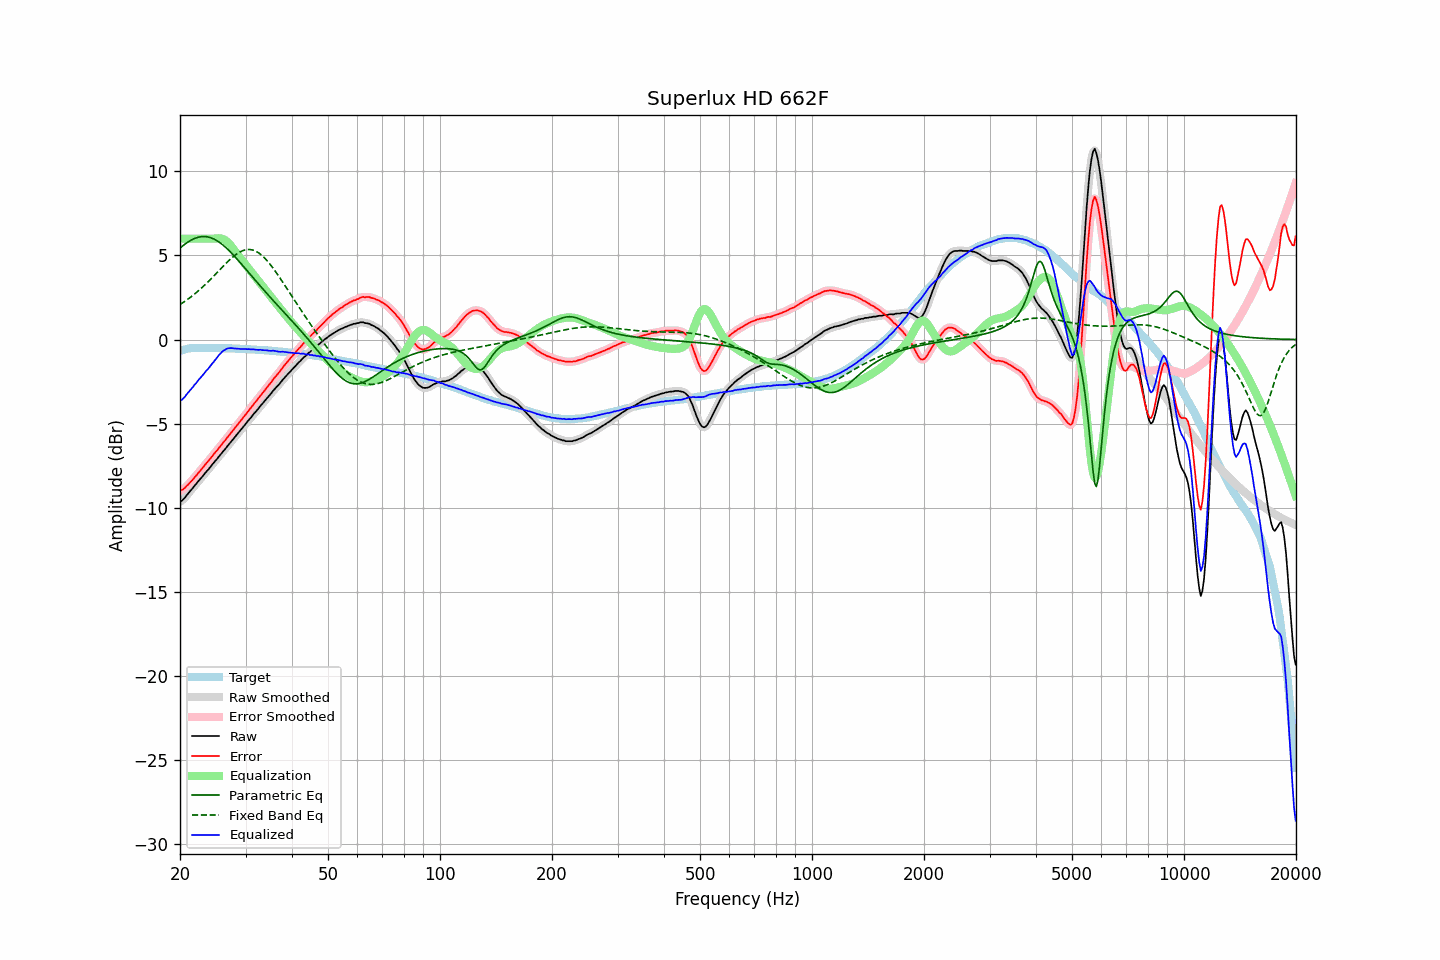 Superlux HD 662F
10
5
0
−5
−10
−15
−20
−25
−30
Amplitude (dBr)
Target
Raw Smoothed
Error Smoothed
Raw
Error
Equalization
Parametric Eq
Fixed Band Eq
Equalized
20 50 100 200 500 1000 2000 5000 10000 20000
Frequency (Hz)